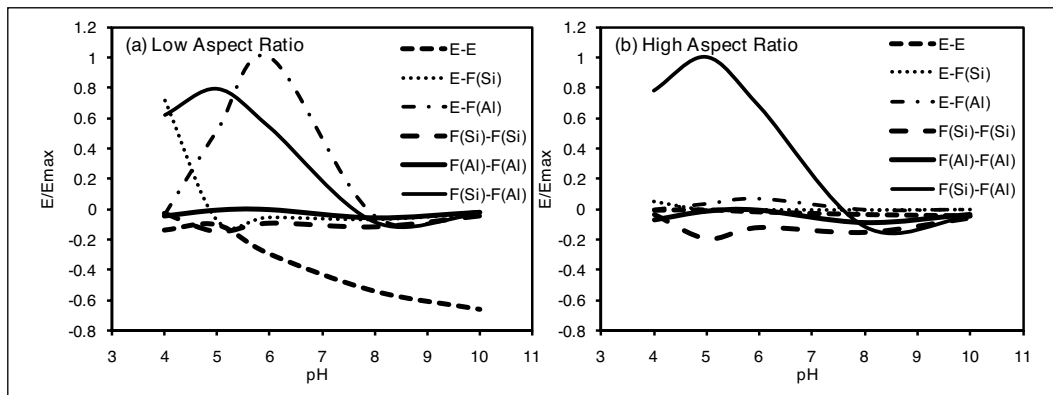 E/Emax
1.2
1
0.8
0.6
0.4
0.2
0
-0.2
-0.4
-0.6
-0.8
(a) Low Aspect Ratio
E-E
E-F(Si)
E-F(Al)
F(Si)-F(Si)
F(Al)-F(Al)
F(Si)-F(Al)
3 4 5 6 7 8 9 10 11
pH
E/Emax
1.2
1
0.8
0.6
0.4
0.2
0
-0.2
-0.4
-0.6
-0.8
(b) High Aspect Ratio
E-E
E-F(Si)
E-F(Al)
F(Si)-F(Si)
F(Al)-F(Al)
F(Si)-F(Al)
3 4 5 6 7 8 9 10 11
pH